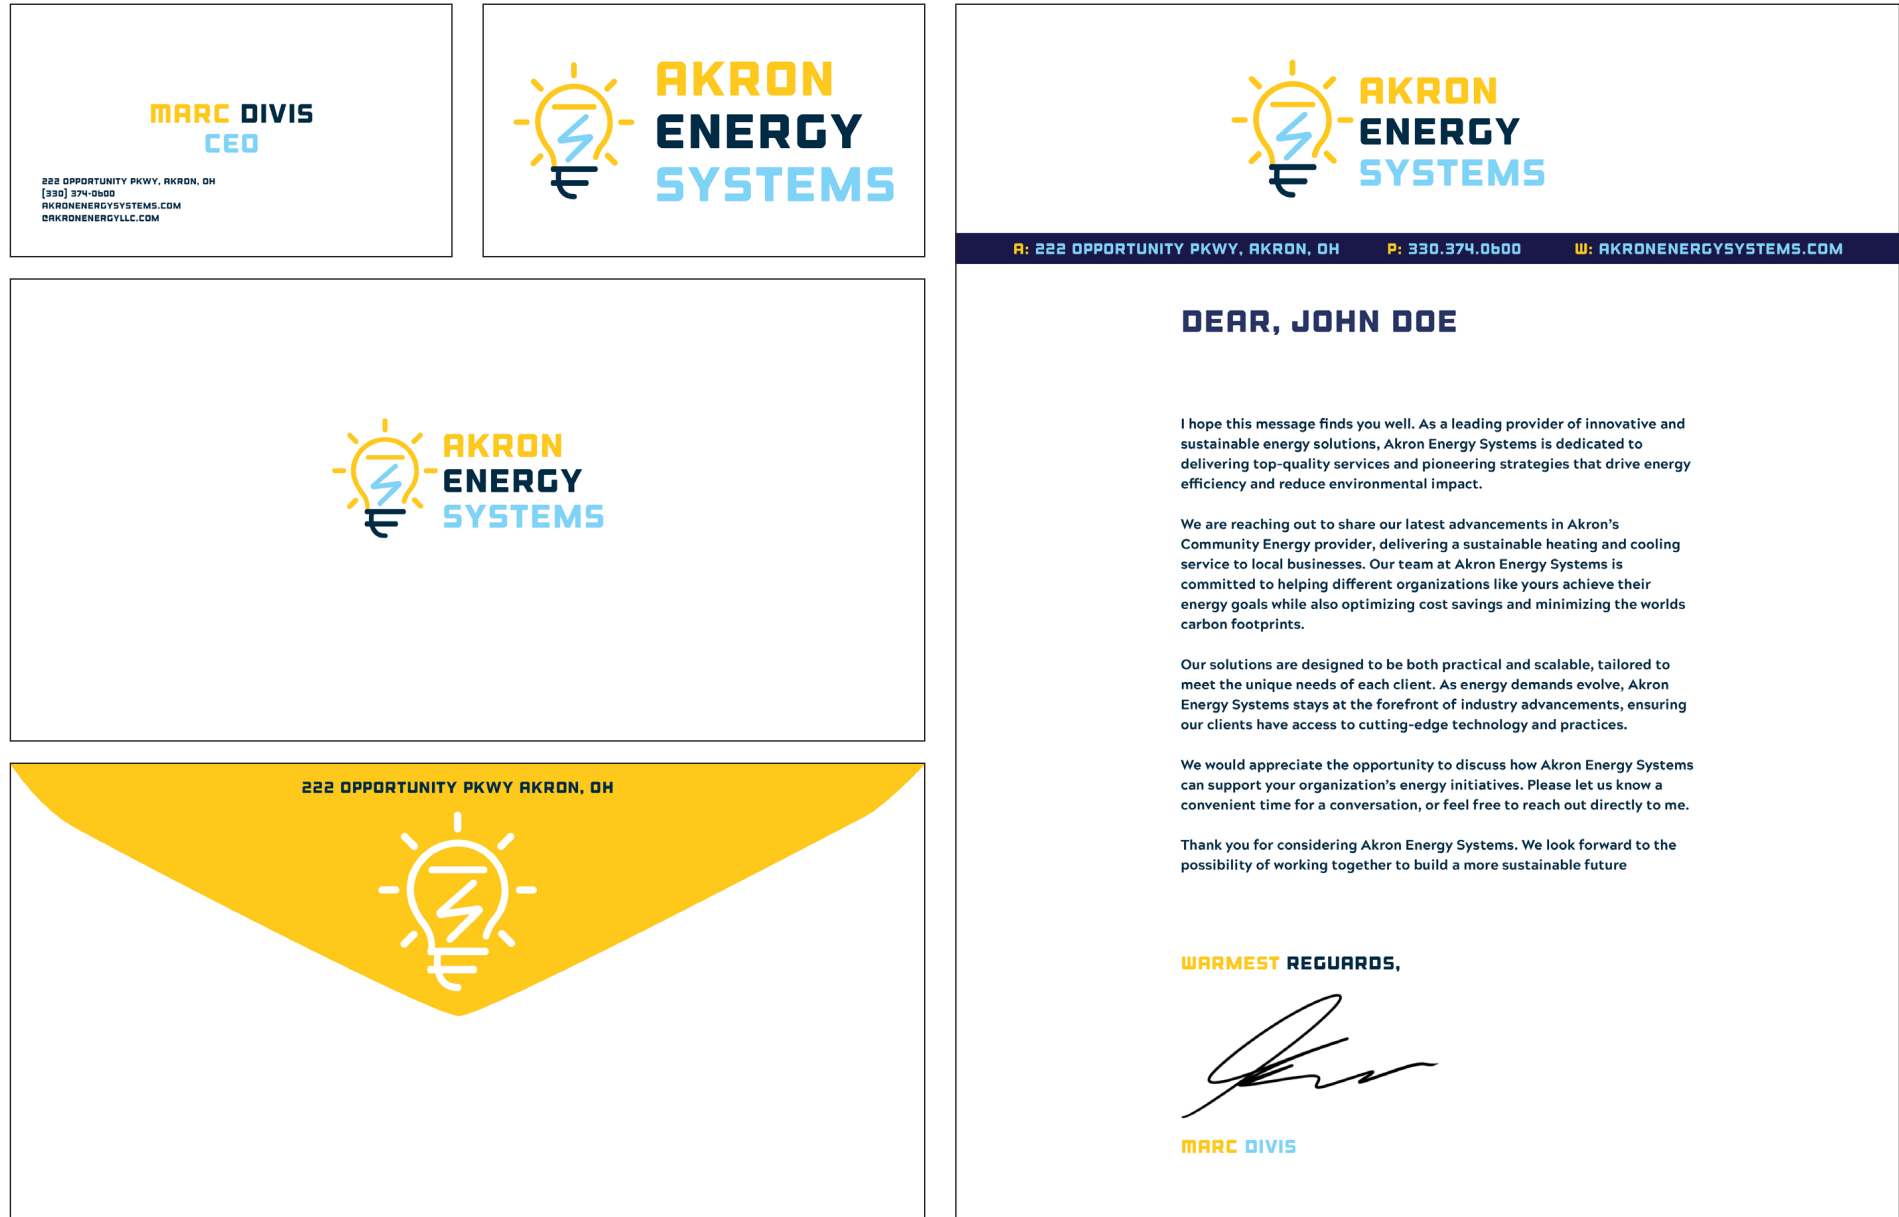 MARC DIVIS
CEO
222 OPPORTUNITY PKWY, AKRON, OH
[330] 374-0600
AKRONENERGYSYSTEMS.COM
@AKRONENERGYLLC.COM
AKRON
ENERGY
SYSTEMS
AKRON
ENERGY
SYSTEMS
222 OPPORTUNITY PKWY AKRON, OH
AKRON
ENERGY
SYSTEMS
A: 222 OPPORTUNITY PKWY, AKRON, OH P: 330.374.0600 W: AKRONENERGYSYSTEMS.COM
DEAR, JOHN DOE
I hope this message finds you well. As a leading provider of innovative and
sustainable energy solutions, Akron Energy Systems is dedicated to
delivering top-quality services and pioneering strategies that drive energy
efficiency and reduce environmental impact.
We are reaching out to share our latest advancements in Akron’s
Community Energy provider, delivering a sustainable heating and cooling
service to local businesses. Our team at Akron Energy Systems is
committed to helping different organizations like yours achieve their
energy goals while also optimizing cost savings and minimizing the worlds
carbon footprints.
Our solutions are designed to be both practical and scalable, tailored to
meet the unique needs of each client. As energy demands evolve, Akron
Energy Systems stays at the forefront of industry advancements, ensuring
our clients have access to cutting-edge technology and practices.
We would appreciate the opportunity to discuss how Akron Energy Systems
can support your organization’s energy initiatives. Please let us know a
convenient time for a conversation, or feel free to reach out directly to me.
Thank you for considering Akron Energy Systems. We look forward to the
possibility of working together to build a more sustainable future
WARMEST REGUARDS,
MARC DIVIS